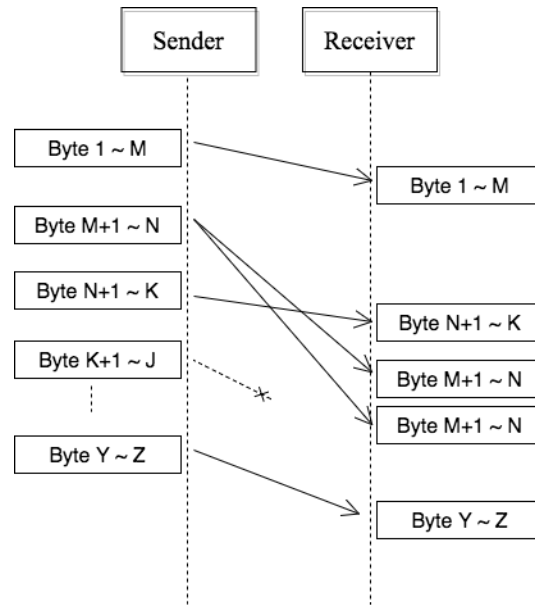 Sender
Receiver
Byte 1 ~ M
Byte 1 ~ M
Byte M+1 ~ N
Byte N+1 ~ K
Byte N+1 ~ K
Byte K+1 ~ J
Byte M+1 ~ N
Byte M+1 ~ N
Byte Y ~ Z
Byte Y ~ Z